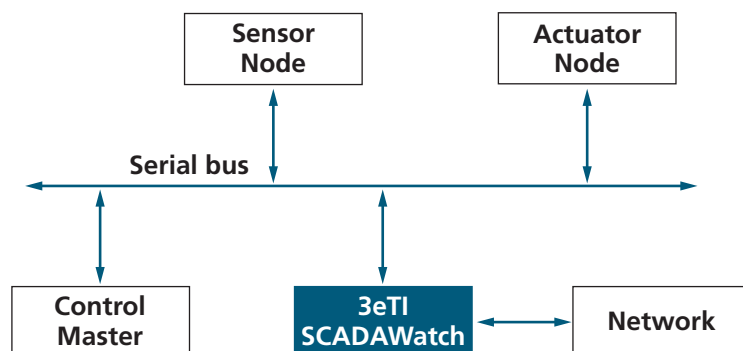 Sensor
Node
Actuator
Node
Serial bus
Control
Master
3eTI
SCADAWatch
Network